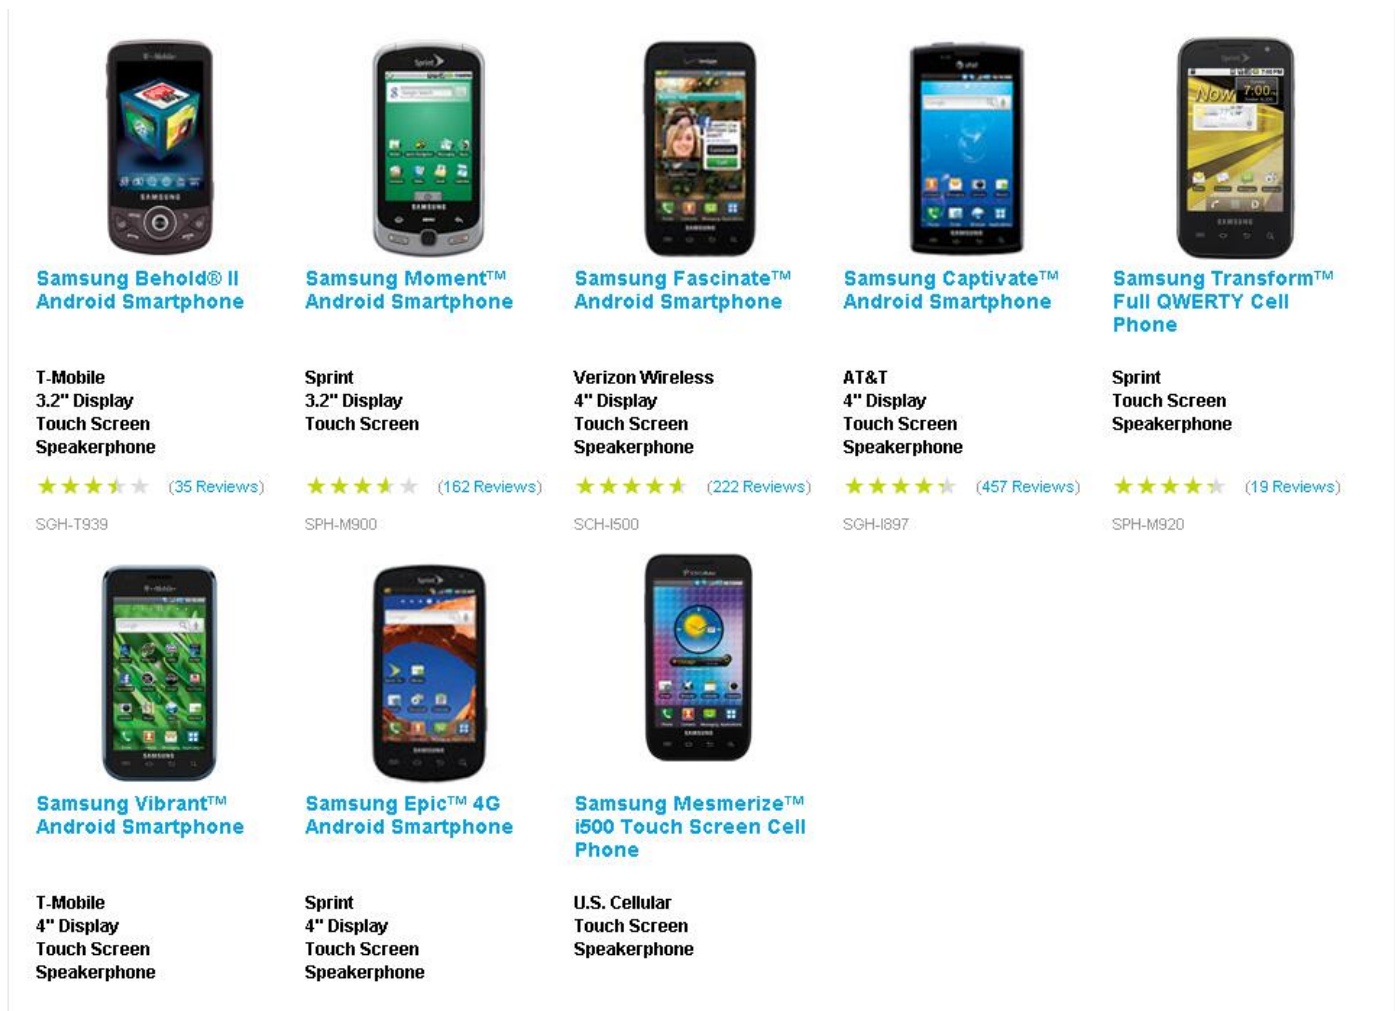 Samsung Behold® II
Android Smartphone
T-Mobile
3.2" Display
Touch Screen
Speakerphone
(35 Reviews)
SGH-T939
Samsung Moment™
Android Smartphone
Sprint
3.2" Display
Touch Screen
(162 Reviews)
SPH-M900
Samsung Fascinate™
Android Smartphone
Verizon Wireless
4" Display
Touch Screen
Speakerphone
(222 Reviews)
SCH-I500
Samsung Captivate™
Android Smartphone
AT&T
4" Display
Touch Screen
Speakerphone
(457 Reviews)
SGH-I897
Sprint
Now
7:00
SAMSUNG
Samsung Transform™
Full QWERTY Cell
Phone
Sprint
Touch Screen
Speakerphone
(19 Reviews)
SPH-M920
Samsung Vibrant™
Android Smartphone
T-Mobile
4" Display
Touch Screen
Speakerphone
Samsung Epic™ 4G
Android Smartphone
Sprint
4" Display
Touch Screen
Speakerphone
Samsung Mesmerize™
i500 Touch Screen Cell
Phone
U.S. Cellular
Touch Screen
Speakerphone